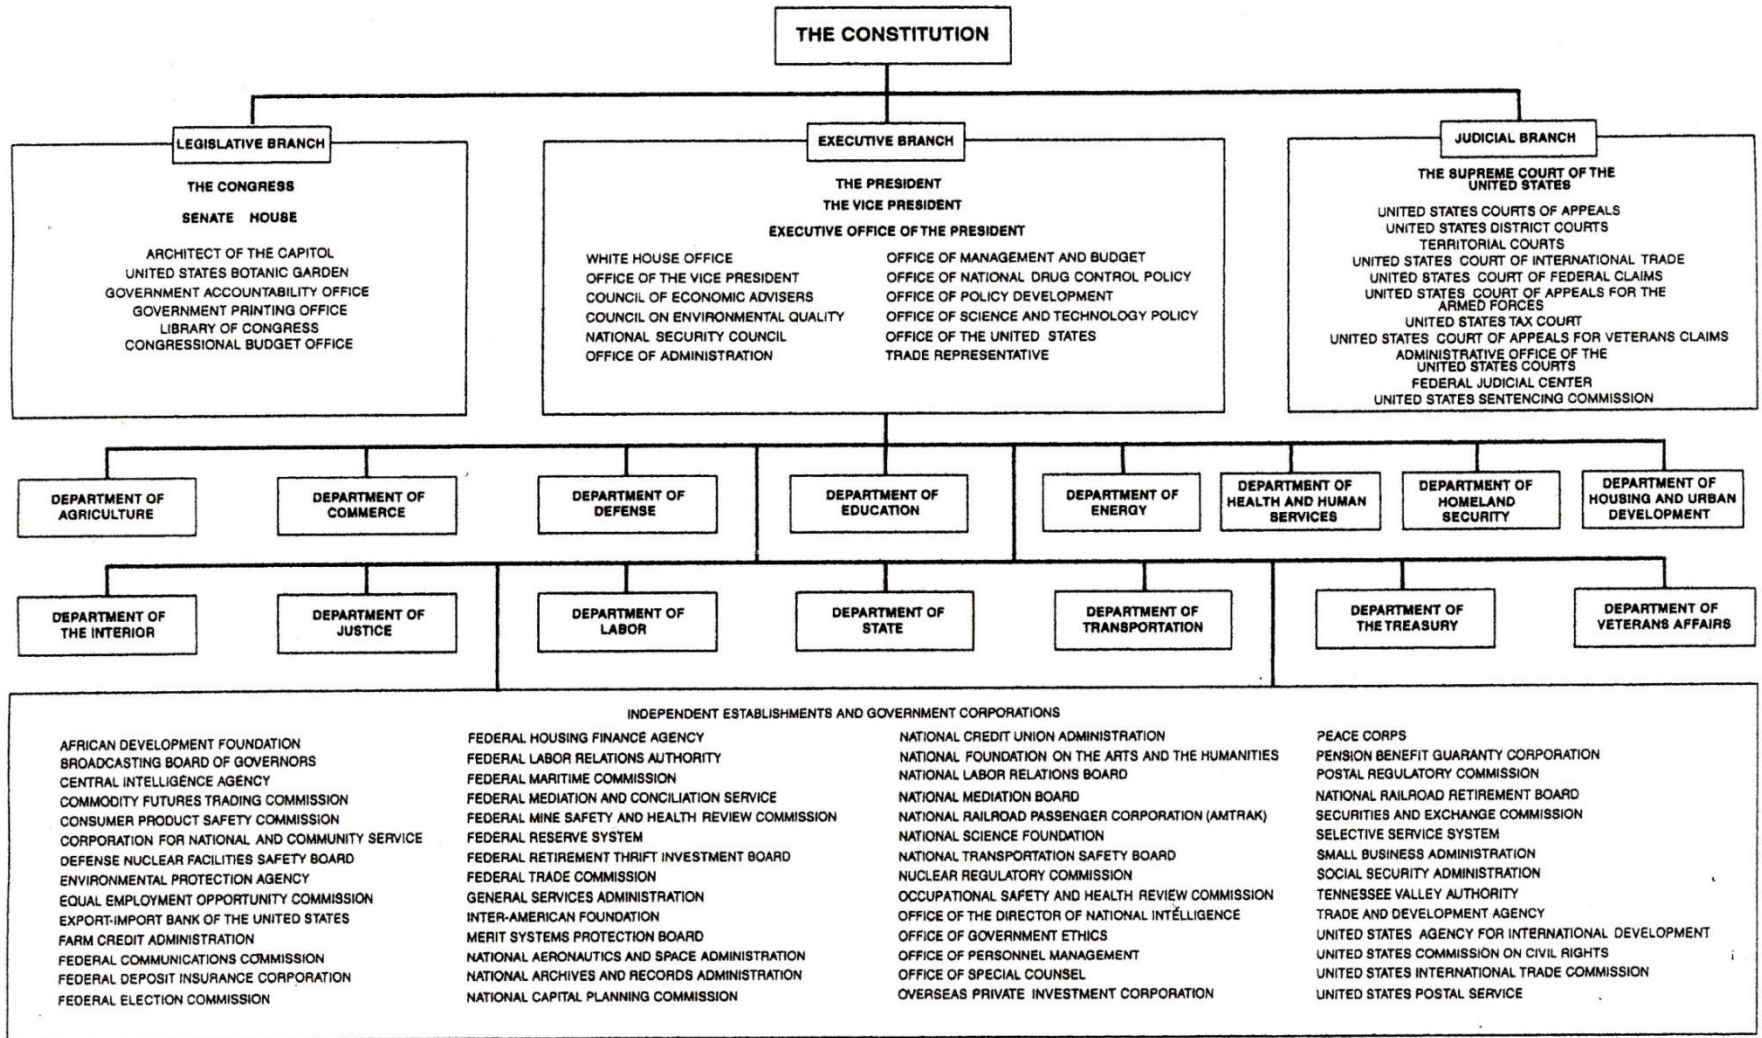 THE CONSTITUTION
LEGISLATIVE BRANCH
THE CONGRESS
SENATE HOUSE
ARCHITECT OF THE CAPITOL
UNITED STATES BOTANIC GARDEN
GOVERNMENT ACCOUNTABILITY OFFICE
GOVERNMENT PRINTING OFFICE
LIBRARY OF CONGRESS
CONGRESSIONAL BUDGET OFFICE
EXECUTIVE BRANCH
THE PRESIDENT
THE VICE PRESIDENT
EXECUTIVE OFFICE OF THE PRESIDENT
WHITE HOUSE OFFICE
OFFICE OF THE VICE PRESIDENT
COUNCIL OF ECONOMIC ADVISERS
COUNCIL ON ENVIRONMENTAL QUALITY
NATIONAL SECURITY COUNCIL
OFFICE OF ADMINISTRATION
OFFICE OF MANAGEMENT AND BUDGET
OFFICE OF NATIONAL DRUG CONTROL POLICY
OFFICE OF POLICY DEVELOPMENT
OFFICE OF SCIENCE AND TECHNOLOGY POLICY
OFFICE OF THE UNITED STATES
TRADE REPRESENTATIVE
JUDICIAL BRANCH
THE SUPREME COURT OF THE
UNITED STATES
UNITED STATES COURTS OF APPEALS
UNITED STATES DISTRICT COURTS
TERRITORIAL COURTS
UNITED STATES COURT OF INTERNATIONAL TRADE
UNITED STATES COURT OF FEDERAL CLAIMS
UNITED STATES COURT OF APPEALS FOR THE
ARMED FORCES
UNITED STATES TAX COURT
UNITED STATES COURT OF APPEALS FOR VETERANS CLAIMS
ADMINISTRATIVE OFFICE OF THE
UNITED STATES COURTS
FEDERAL JUDICIAL CENTER
UNITED STATES SENTENCING COMMISSION
DEPARTMENT OF
AGRICULTURE
DEPARTMENT OF
COMMERCE
DEPARTMENT OF
DEFENSE
DEPARTMENT OF
EDUCATION
DEPARTMENT OF
ENERGY
DEPARTMENT OF
HEALTH AND HUMAN
SERVICES
DEPARTMENT OF
HOMELAND
SECURITY
DEPARTMENT OF
HOUSING AND URBAN
DEVELOPMENT
DEPARTMENT OF
THE INTERIOR
DEPARTMENT OF
JUSTICE
DEPARTMENT OF
LABOR
DEPARTMENT OF
STATE
DEPARTMENT OF
TRANSPORTATION
DEPARTMENT OF
THE TREASURY
DEPARTMENT OF
VETERANS AFFAIRS
INDEPENDENT ESTABLISHMENTS AND GOVERNMENT CORPORATIONS
AFRICAN DEVELOPMENT FOUNDATION
BROADCASTING BOARD OF GOVERNORS
CENTRAL INTELLIGENCE AGENCY
COMMODITY FUTURES TRADING COMMISSION
CONSUMER PRODUCT SAFETY COMMISSION
CORPORATION FOR NATIONAL AND COMMUNITY SERVICE
DEFENSE NUCLEAR FACILITIES SAFETY BOARD
ENVIRONMENTAL PROTECTION AGENCY
EQUAL EMPLOYMENT OPPORTUNITY COMMISSION
EXPORT-IMPORT BANK OF THE UNITED STATES
FARM CREDIT ADMINISTRATION
FEDERAL COMMUNICATIONS COMMISSION
FEDERAL DEPOSIT INSURANCE CORPORATION
FEDERAL ELECTION COMMISSION
FEDERAL HOUSING FINANCE AGENCY
FEDERAL LABOR RELATIONS AUTHORITY
FEDERAL MARITIME COMMISSION
FEDERAL MEDIATION AND CONCILIATION SERVICE
FEDERAL MINE SAFETY AND HEALTH REVIEW COMMISSION
FEDERAL RESERVE SYSTEM
FEDERAL RETIREMENT THRIFT INVESTMENT BOARD
FEDERAL TRADE COMMISSION
GENERAL SERVICES ADMINISTRATION
INTER-AMERICAN FOUNDATION
MERIT SYSTEMS PROTECTION BOARD
NATIONAL AERONAUTICS AND SPACE ADMINISTRATION
NATIONAL ARCHIVES AND RECORDS ADMINISTRATION
NATIONAL CAPITAL PLANNING COMMISSION
NATIONAL CREDIT UNION ADMINISTRATION
NATIONAL FOUNDATION ON THE ARTS AND THE HUMANITIES
NATIONAL LABOR RELATIONS BOARD
NATIONAL MEDIATION BOARD
NATIONAL RAILROAD PASSENGER CORPORATION (AMTRAK)
NATIONAL SCIENCE FOUNDATION
NATIONAL TRANSPORTATION SAFETY BOARD
NUCLEAR REGULATORY COMMISSION
OCCUPATIONAL SAFETY AND HEALTH REVIEW COMMISSION
OFFICE OF THE DIRECTOR OF NATIONAL INTELLIGENCE
OFFICE OF GOVERNMENT ETHICS
OFFICE OF PERSONNEL MANAGEMENT
OFFICE OF SPECIAL COUNSEL
OVERSEAS PRIVATE INVESTMENT CORPORATION
PEACE CORPS
PENSION BENEFIT GUARANTY CORPORATION
POSTAL REGULATORY COMMISSION
NATIONAL RAILROAD RETIREMENT BOARD
SECURITIES AND EXCHANGE COMMISSION
SELECTIVE SERVICE SYSTEM
SMALL BUSINESS ADMINISTRATION
SOCIAL SECURITY ADMINISTRATION
TENNESSEE VALLEY AUTHORITY
TRADE AND DEVELOPMENT AGENCY
UNITED STATES AGENCY FOR INTERNATIONAL DEVELOPMENT
UNITED STATES COMMISSION ON CIVIL RIGHTS
UNITED STATES INTERNATIONAL TRADE COMMISSION
UNITED STATES POSTAL SERVICE